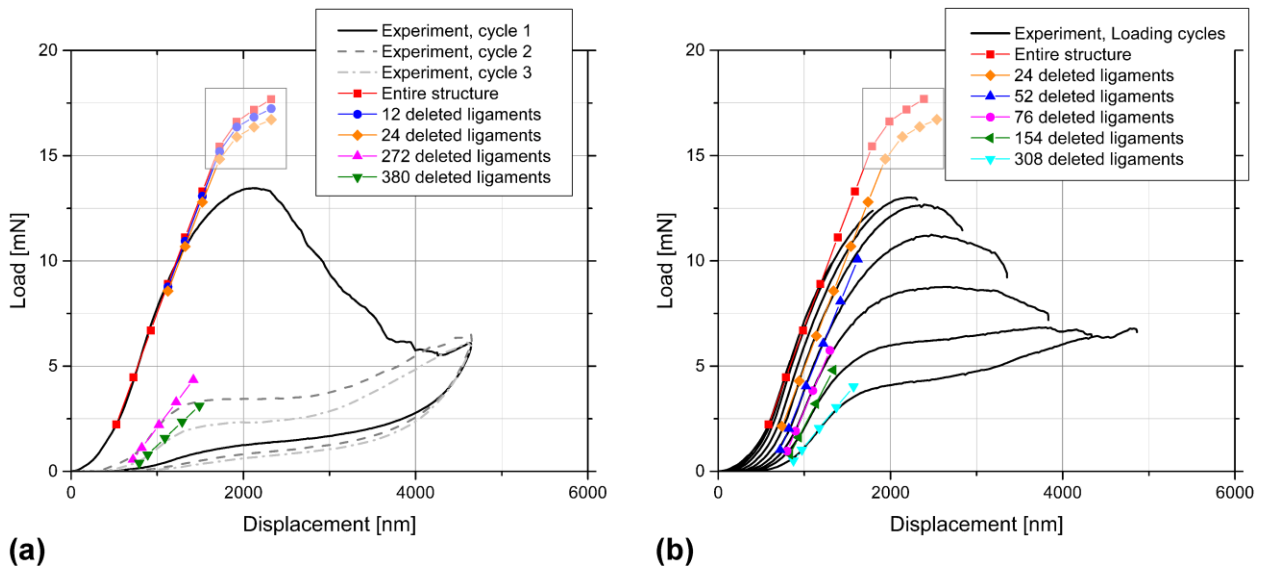 Experiment, cycle 1
Experiment, cycle 2
Experiment, cycle 3
Entire structure
12 deleted ligaments
24 deleted ligaments
272 deleted ligaments
380 deleted ligaments
20
15
10
5
0
Load [mN]
0
2000
4000
6000
Displacement [nm]
(a)
Experiment, Loading cycles
Entire structure
24 deleted ligaments
52 deleted ligaments
76 deleted ligaments
154 deleted ligaments
308 deleted ligaments
20
15
10
5
0
Load [mN]
0
2000
4000
6000
Displacement [nm]
(b)